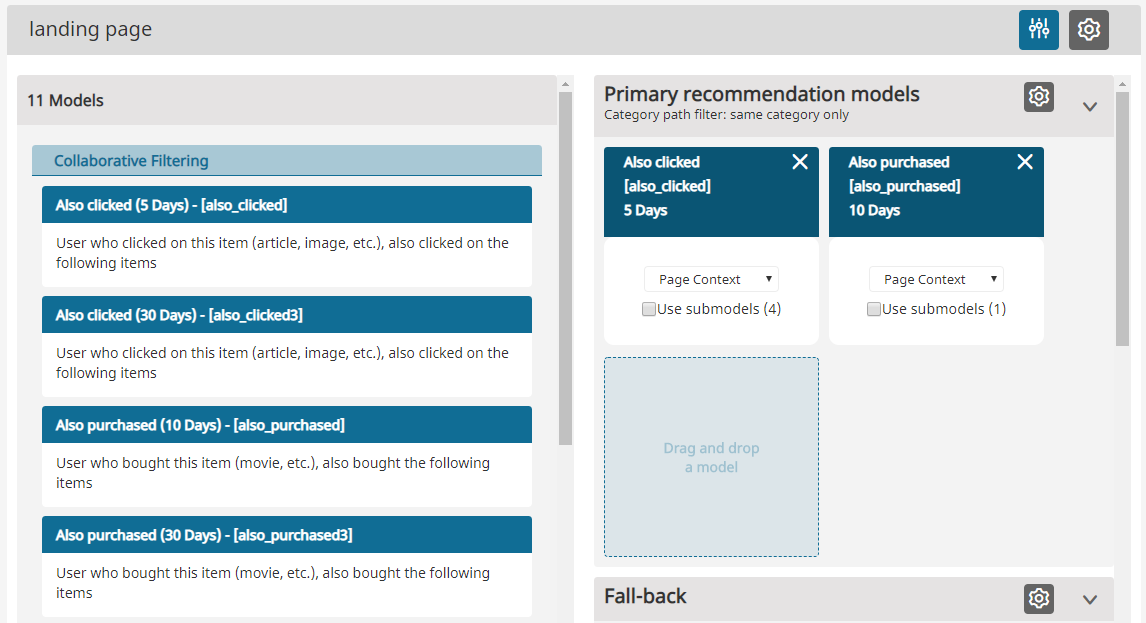 landing page
11 Models
Collaborative Filtering
Also clicked (5 Days) - [also_clicked]
User who clicked on this item (article, image, etc.), also clicked on the
following items
Also clicked (30 Days) - [also_clicked3]
User who clicked on this item (article, image, etc.), also clicked on the
following items
Also purchased (10 Days) - [also_purchased]
User who bought this item (movie, etc.), also bought the following
items
Also purchased (30 Days) - [also_purchased3]
User who bought this item (movie, etc.), also bought the following
items
Primary recommendation models
Category path filter: same category only
Also clicked
[also_clicked]
5 Days
Page Context
Use submodels (4)
Also purchased
[also_purchased]
10 Days
Page Context
Use submodels (1)
Drag and drop
a model
Fall-back